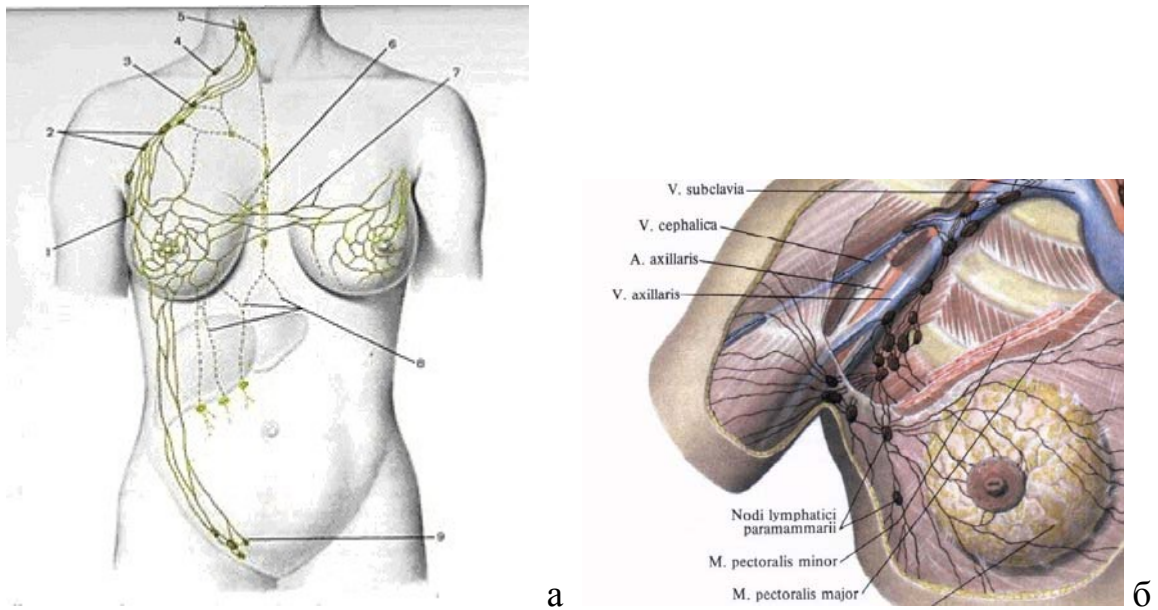 5
4
6
3
7
2
1
8
9
а
V. subclavia
V. cephalica
A. axillaris
V. axillaris
Nodi lymphatici
paramammarii
M. pectoralis minor
M. pectoralis major
б